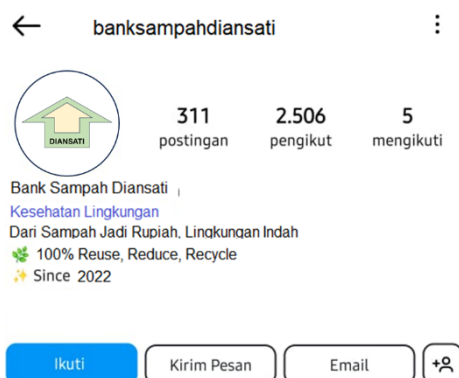 banksampahdiansati
DIANSATI
311 2.506 5
postingan pengikut mengikuti
Bank Sampah Diansati
Kesehatan Lingkungan
Dari Sampah Jadi Rupiah, Lingkungan Indah
100% Reuse, Reduce, Recycle
Since 2022
Ikuti Kirim Pesan Email